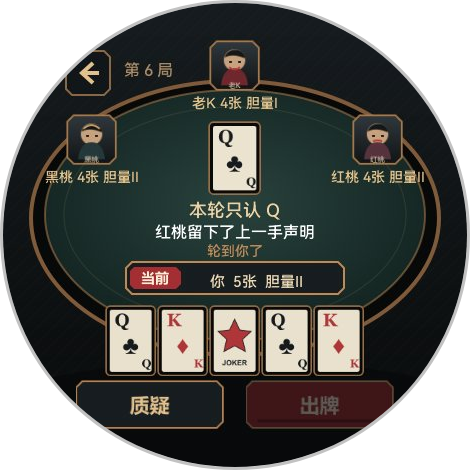 第 6 局
老K
老K 4张 胆量I
黑桃
红桃
黑桃 4张 胆量II
红桃 4张 胆量II
Q
Q
本轮只认 Q
红桃留下了上一手声明
轮到你了
当前 你 5张 胆量II
Q K Q K
Q K JOKER Q K
质疑 出牌